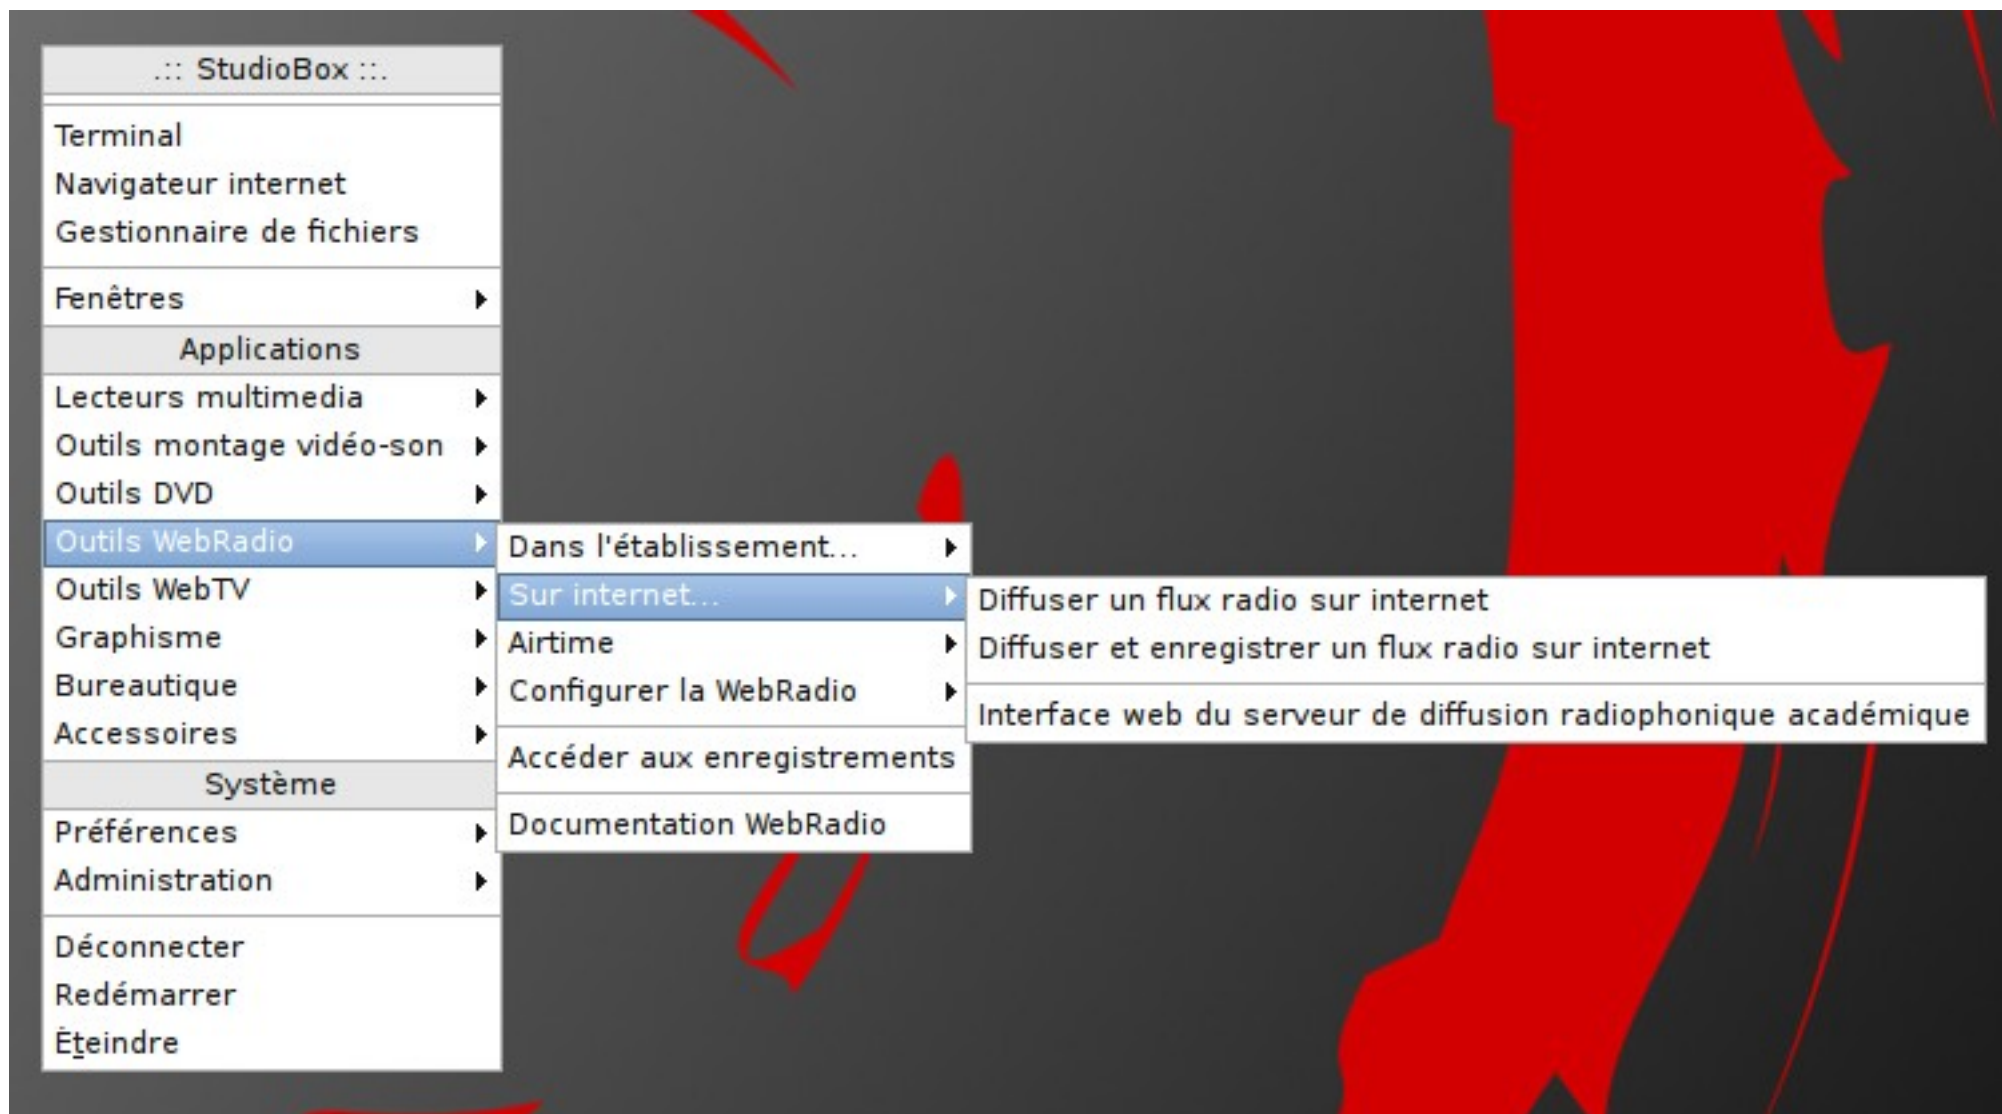 .:: StudioBox ::.
Terminal
Navigateur internet
Gestionnaire de fichiers
Fenêtres
Applications
Lecteurs multimedia
Outils montage vidéo-son
Outils DVD
Outils WebRadio
Outils WebTV
Graphisme
Bureautique
Accessoires
Système
Préférences
Administration
Déconnecter
Redémarrer
Éteindre
Dans l'établissement...
Sur internet...
Airtime
Configurer la WebRadio
Accéder aux enregistrements
Documentation WebRadio
Diffuser un flux radio sur internet
Diffuser et enregistrer un flux radio sur internet
Interface web du serveur de diffusion radiophonique académique